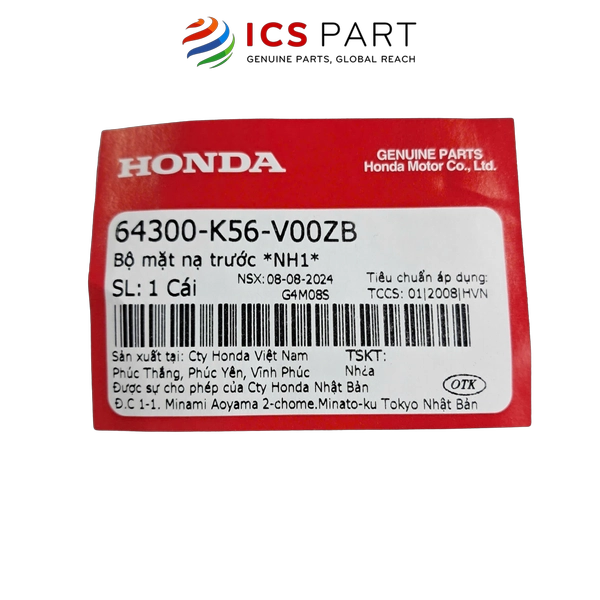 ICS PART
GENUINE PARTS, GLOBAL REACH
HONDA
GENUINE PARTS
Honda Motor Co., Ltd.
64300-K56-V00ZB
Bộ mặt nạ trước *NH1*
SL: 1 Cái
NSX: 08-08-2024
G4M08S
Tiêu chuẩn áp dụng:
TCCS: 01|2008|HVN
Sản xuất tại: Cty Honda Việt Nam
Phúc Thắng, Phúc Yên, Vĩnh Phúc
TSKT:
Nhựa
Được sự cho phép của Cty Honda Nhật Bản
Đ.C 1-1. Minami Aoyama 2-chome.Minato-ku Tokyo Nhật Bản
OTK